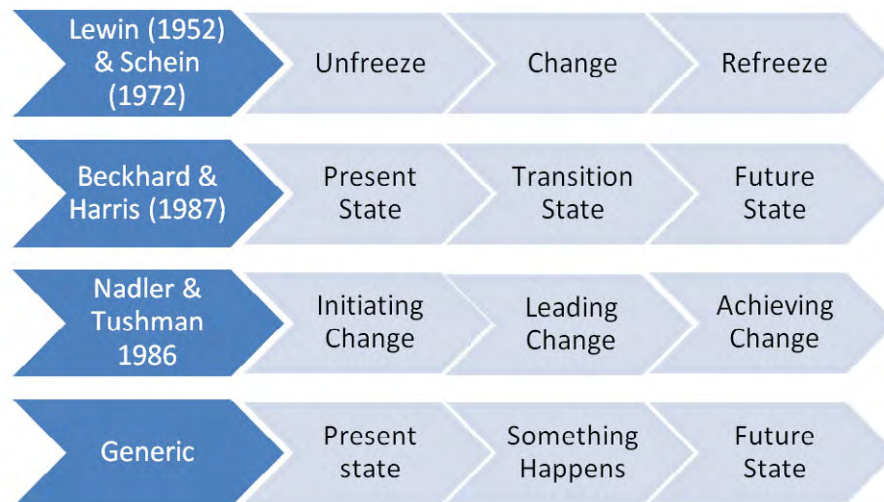 Lewin (1952)
& Schein
(1972)
Unfreeze
Change
Refreeze
Beckhard &
Harris (1987)
Present
State
Transition
State
Future
State
Nadler &
Tushman
1986
Initiating
Change
Leading
Change
Achieving
Change
Generic
Present
state
Something
Happens
Future
State